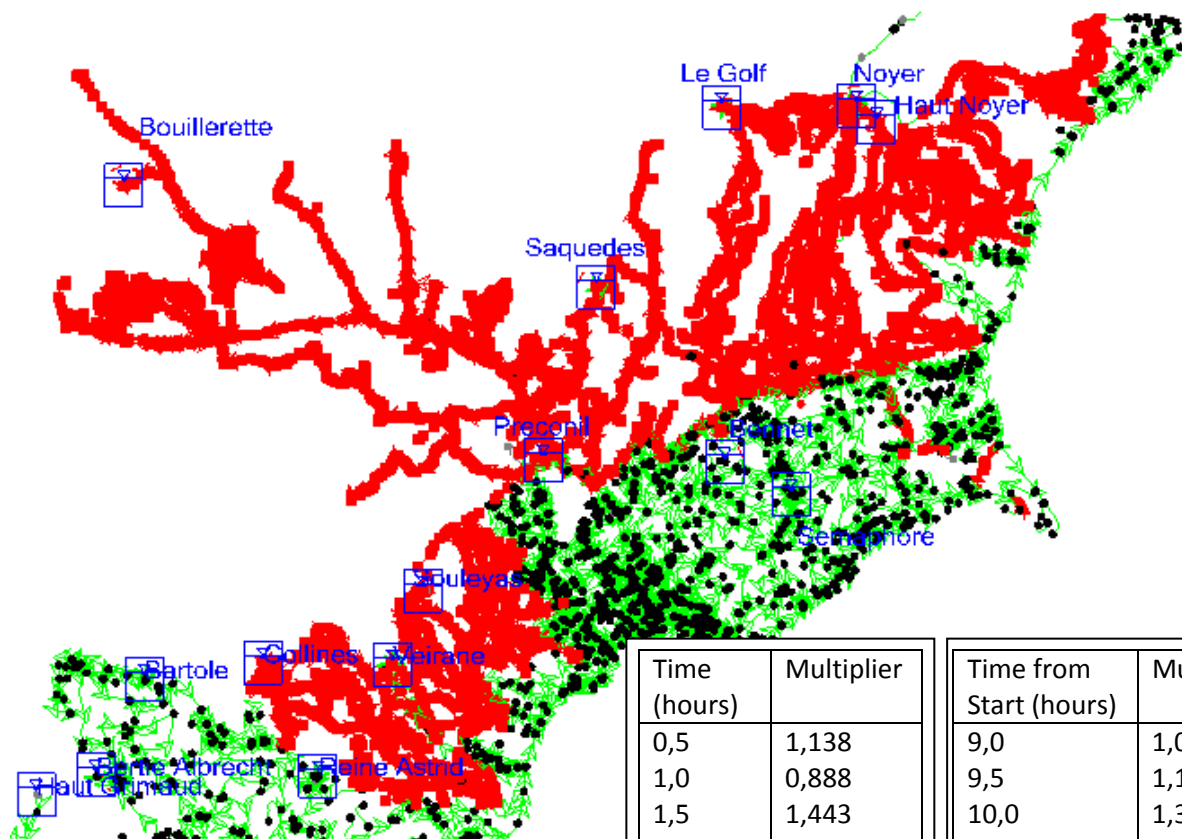 Le Golf
Noyer
Haut Noyer
Bouillerette
Saquedes
Preconil
Bonnet
Semaphore
Souleyas
Collines
Veirane
Bartole
Bertie Albrecht
Reine Astrid
Haut Grimaud
Time (hours)
Multiplier
0,5 1,138
1,0 0,888
1,5 1,443
Time from
Start (hours)
9,0
9,5
10,0